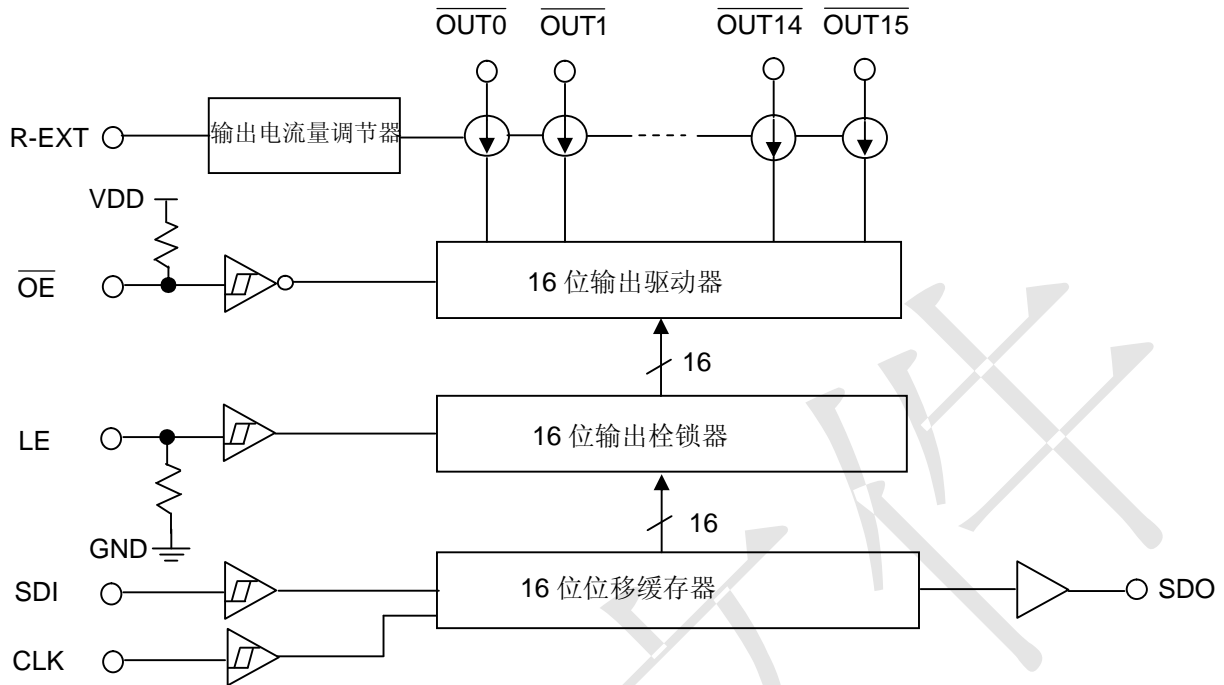 OUT0 OUT1 OUT14 OUT15
R-EXT
输出电流量调节器
VDD
OE
16 位输出驱动器
16
LE
16 位输出栓锁器
16
GND
SDI
16 位位移缓存器
SDO
CLK